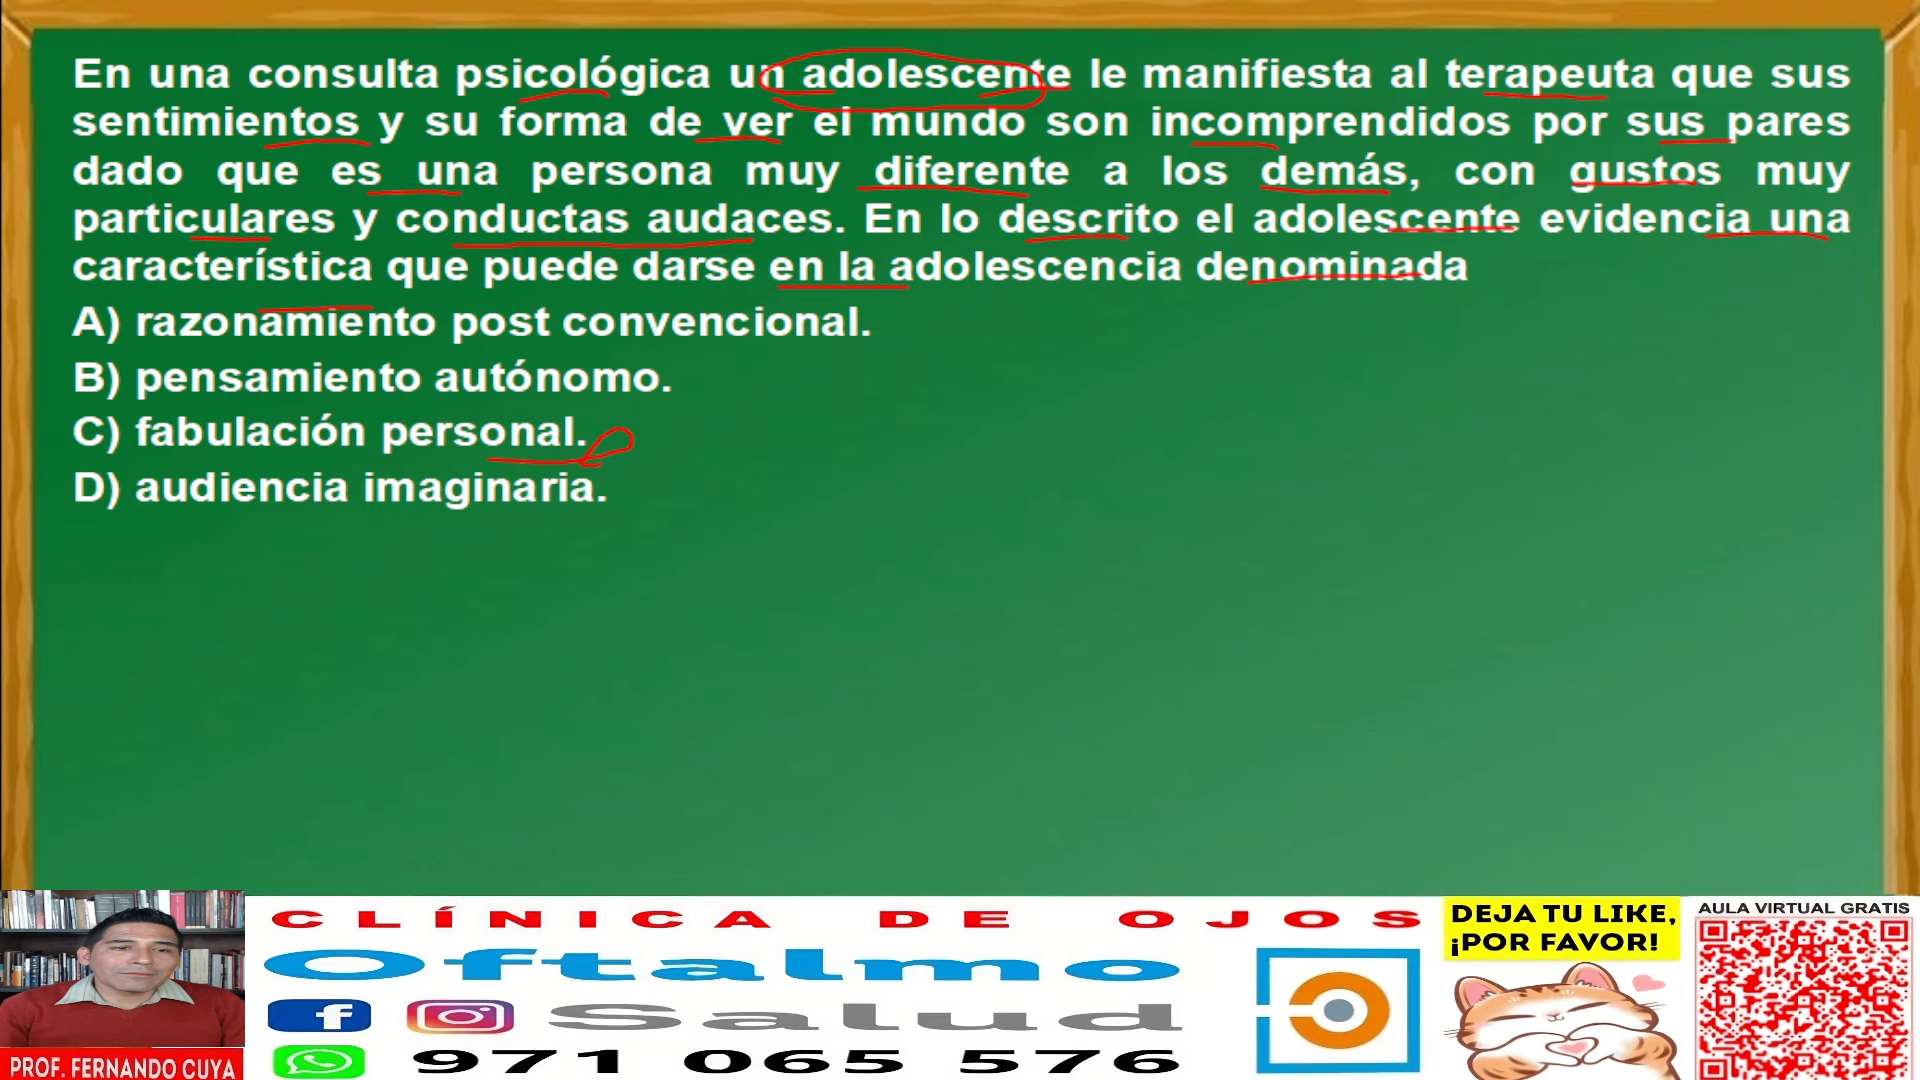 En una consulta psicológica un adolescente le manifiesta al terapeuta que sus
sentimientos y su forma de ver el mundo son incomprendidos por sus pares
dado que es una persona muy diferente a los demás, con gustos muy
particulares y conductas audaces. En lo descrito el adolescente evidencia una
característica que puede darse en la adolescencia denominada
A) razonamiento post convencional.
B) pensamiento autónomo.
C) fabulación personal.
D) audiencia imaginaria.
CLÍNICA DE OJOS
Oftalmo
Salud
971 065 576
DEJA TU LIKE,
¡POR FAVOR!
AULA VIRTUAL GRATIS
PROF. FERNANDO CUYA